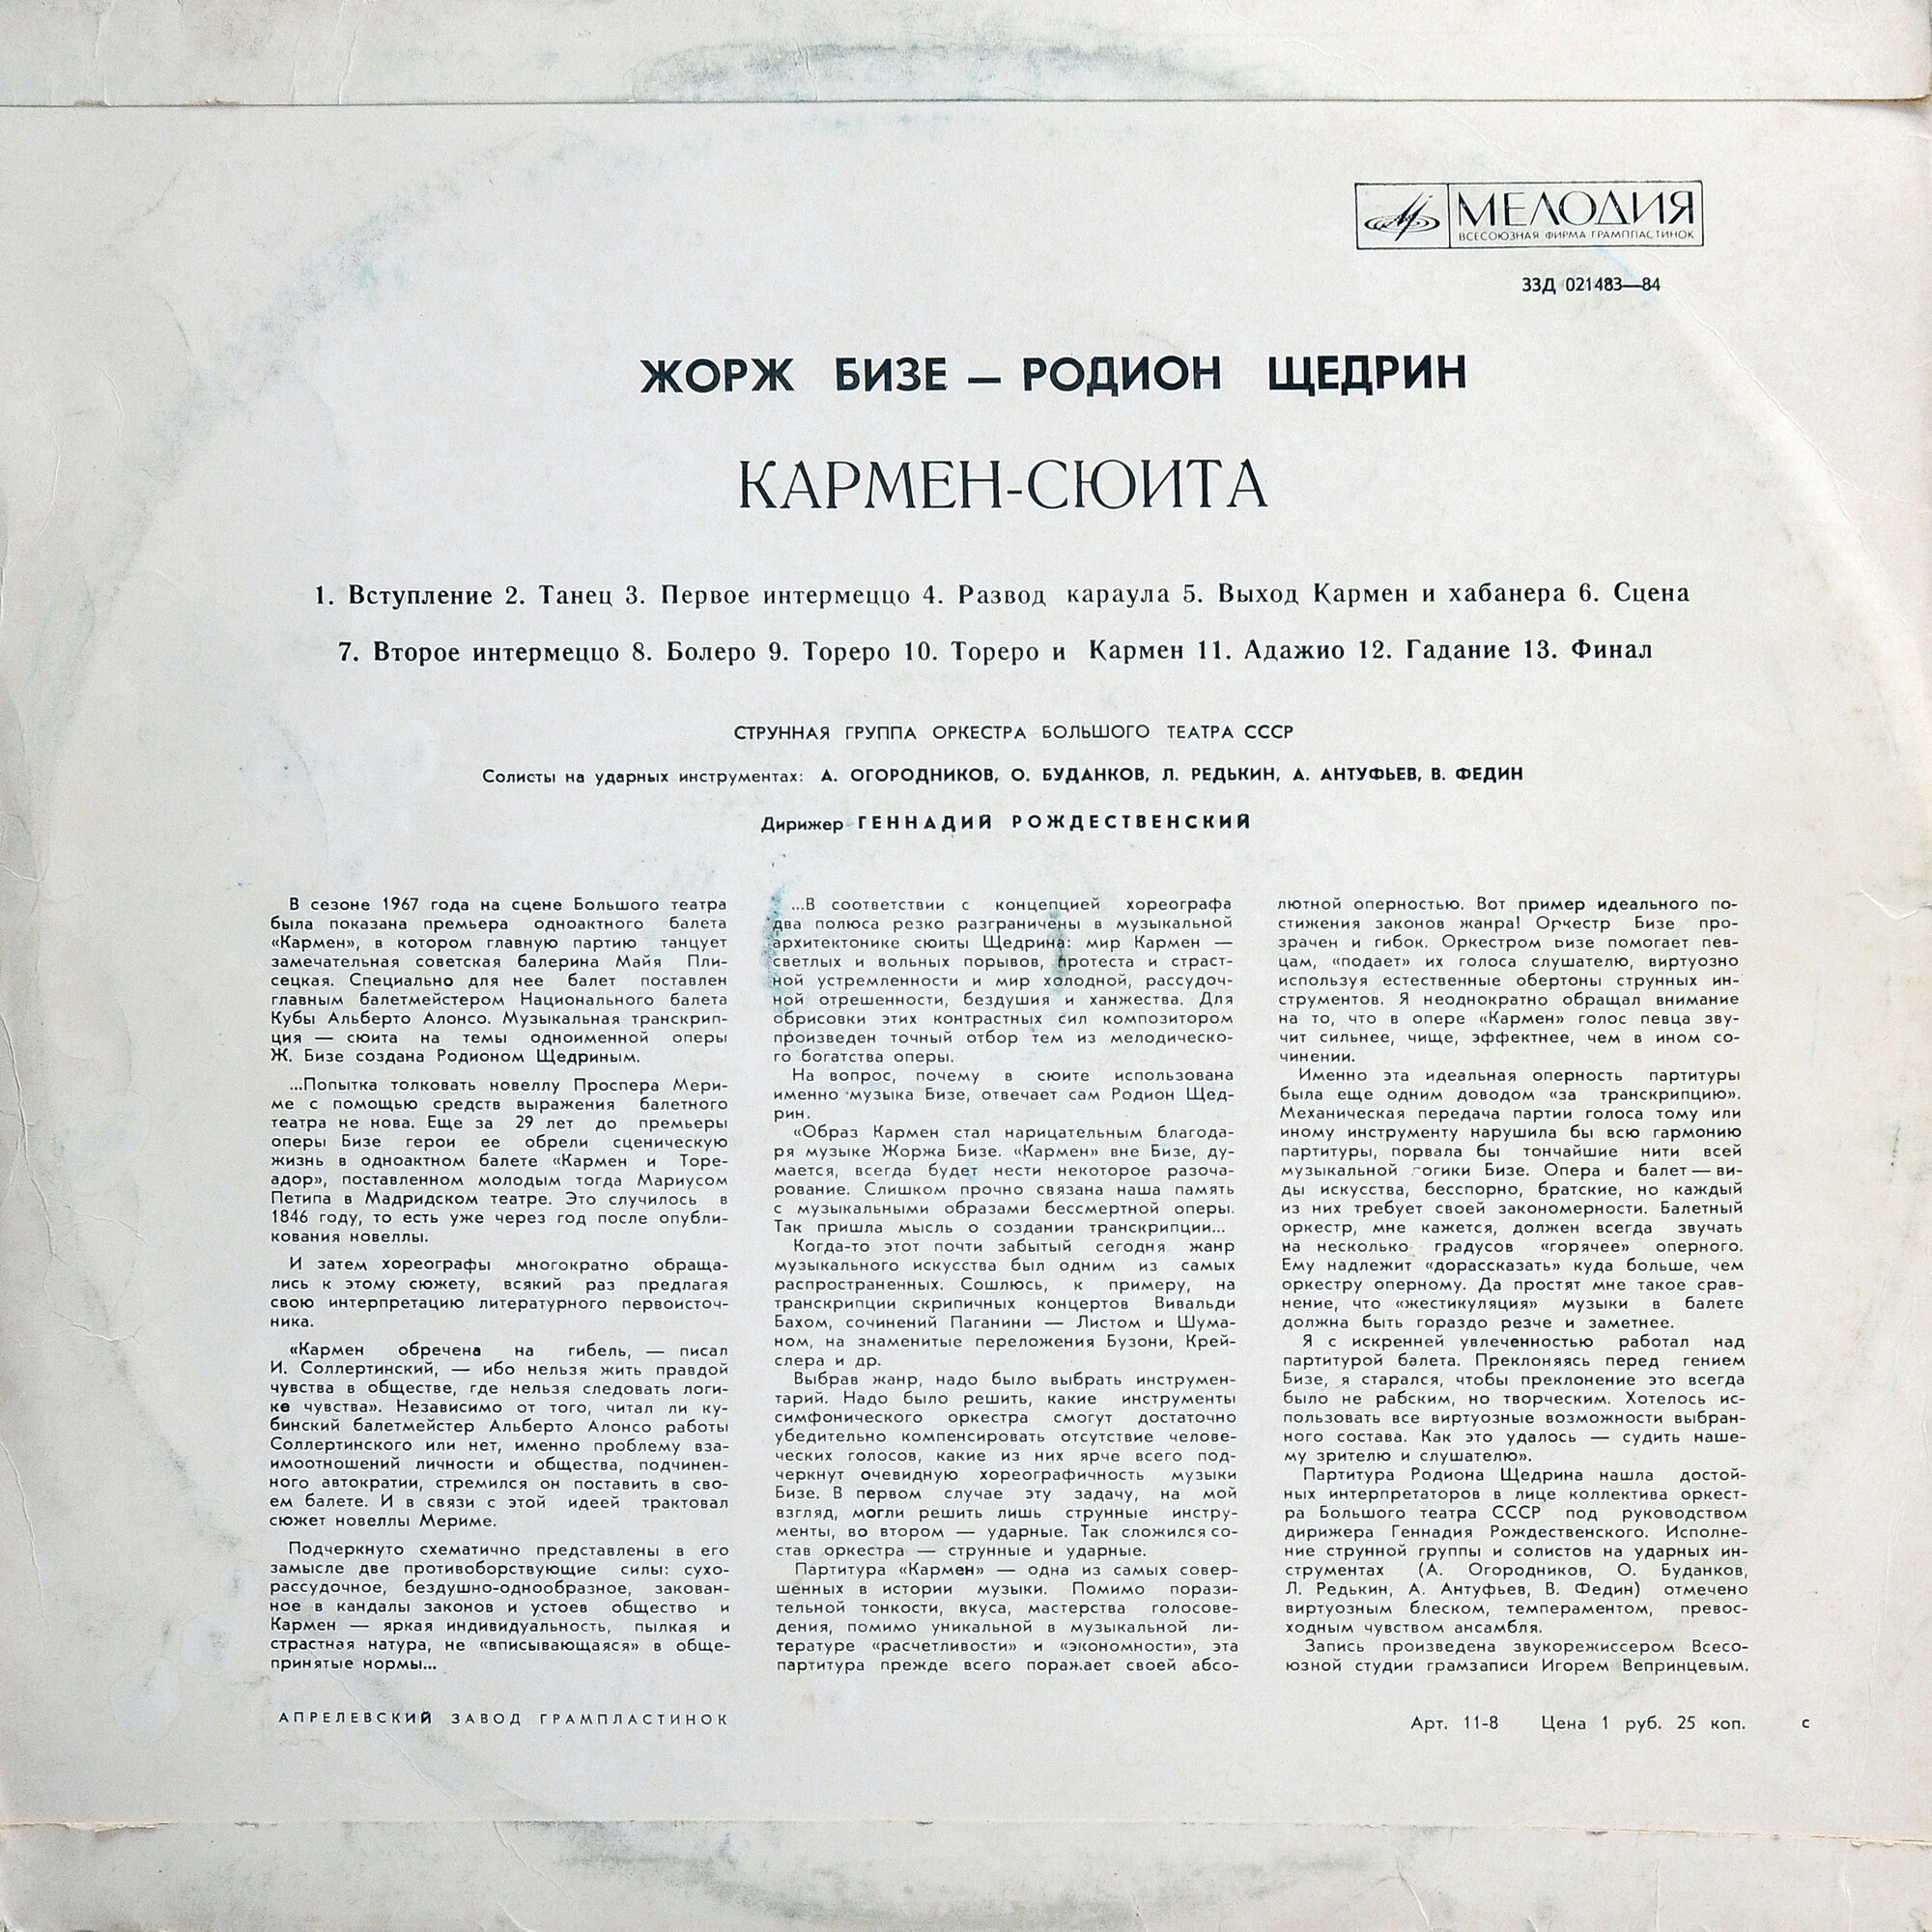 МЕЛОДИЯ
ВСЕСОЮЗНАЯ ФИРМА ГРАМПЛАСТИНОК
33Д 021483—84
ЖОРЖ БИЗЕ — РОДИОН ЩЕДРИН
КАРМЕН-СЮИТА
1. Вступление 2. Танец 3. Первое интермеццо 4. Развод караула 5. Выход Кармен и хабанера 6. Сцена
7. Второе интермеццо 8. Болеро 9. Тореро 10. Тореро и Кармен 11. Адажио 12. Гадание 13. Финал
СТРУННАЯ ГРУППА ОРКЕСТРА БОЛЬШОГО ТЕАТРА СССР
Солисты на ударных инструментах: А. ОГОРОДНИКОВ, О. БУДАНКОВ, Л. РЕДЬКИН, А. АНТУФЬЕВ, В. ФЕДИН
Дирижер ГЕННАДИЙ РОЖДЕСТВЕНСКИЙ
В сезоне 1967 года на сцене Большого театра
была показана премьера одноактного балета
«Кармен», в котором главную партию танцует
замечательная советская балерина Майя Пли-
сецкая. Специально для нее балет поставлен
главным балетмейстером Национального балета
Кубы Альберто Алонсо. Музыкальная транскрип-
ция — сюита на темы одноименной оперы
Ж. Бизе создана Родионом Щедриным.
...Попытка толковать новеллу Проспера Мери-
ме с помощью средств выражения балетного
театра не нова. Еще за 29 лет до премьеры
оперы Бизе герои ее обрели сценическую
жизнь в одноактном балете «Кармен и Торе-
адор», поставленном молодым тогда Мариусом
Петипа в Мадридском театре. Это случилось в
1846 году, то есть уже через год после опубли-
кования новеллы.
И затем хореографы многократно обраща-
лись к этому сюжету, всякий раз предлагая
свою интерпретацию литературного первоисточ-
ника.
«Кармен обречена на гибель, — писал
И. Соллертинский, — ибо нельзя жить правдой
чувства в обществе, где нельзя следовать логи-
ке чувства». Независимо от того, читал ли ку-
бинский балетмейстер Альберто Алонсо работы
Соллертинского или нет, именно проблему вза-
имоотношений личности и общества, подчинен-
ного автократии, стремился он поставить в сво-
ем балете. И в связи с этой идеей трактовал
сюжет новеллы Мериме.
Подчеркнуто схематично представлены в его
замысле две противоборствующие силы: сухо-
рассудочное, бездушно-однообразное, закован-
ное в кандалы законов и устоев общество и
Кармен — яркая индивидуальность, пылкая и
страстная натура, не «вписывающаяся» в обще-
принятые нормы...
...В соответствии с концепцией хореографа
два полюса резко разграничены в музыкальной
архитектонике сюиты Щедрина: мир Кармен —
светлых и вольных порывов, протеста и страст-
ной устремленности и мир холодной, рассудоч-
ной отрешенности, бездушия и ханжества. Для
обрисовки этих контрастных сил композитором
произведен точный отбор тем из мелодическо-
го богатства оперы.
На вопрос, почему в сюите использована
именно музыка Бизе, отвечает сам Родион Щед-
рин.
«Образ Кармен стал нарицательным благода-
ря музыке Жоржа Бизе. «Кармен» вне Бизе, ду-
мается, всегда будет нести некоторое разоча-
рование. Слишком прочно связана наша память
с музыкальными образами бессмертной оперы.
Так пришла мысль о создании транскрипции...
Когда-то этот почти забытый сегодня жанр
музыкального искусства был одним из самых
распространенных. Сошлюсь, к примеру, на
транскрипции скрипичных концертов Вивальди
Бахом, сочинений Паганини — Листом и Шума-
ном, на знаменитые переложения Бузони, Крей-
слера и др.
Выбрав жанр, надо было выбрать инструмен-
тарий. Надо было решить, какие инструменты
симфонического оркестра смогут достаточно
убедительно компенсировать отсутствие челове-
ческих голосов, какие из них ярче всего под-
черкнут очевидную хореографичность музыки
Бизе. В первом случае эту задачу, на мой
взгляд, могли решить лишь струнные инстру-
менты, во втором — ударные. Так сложился со-
став оркестра — струнные и ударные.
Партитура «Кармен» — одна из самых совер-
шенных в истории музыки. Помимо порази-
тельной тонкости, вкуса, мастерства голосове-
дения, помимо уникальной в музыкальной ли-
тературе «расчетливости» и «экономности», эта
партитура прежде всего поражает своей абсо-
лютной оперностью. Вот пример идеального по-
стижения законов жанра! Оркестр Бизе про-
зрачен и гибок. Оркестром Бизе помогает пев-
цам, «подает» их голоса слушателю, виртуозно
используя естественные обертоны струнных ин-
струментов. Я неоднократно обращал внимание
на то, что в опере «Кармен» голос певца зву-
чит сильнее, чище, эффектнее, чем в ином со-
чинении.
Именно эта идеальная оперность партитуры
была еще одним доводом «за транскрипцию».
Механическая передача партии голоса тому или
иному инструменту нарушила бы всю гармонию
партитуры, порвала бы тончайшие нити всей
музыкальной логики Бизе. Опера и балет — ви-
ды искусства, бесспорно, братские, но каждый
из них требует своей закономерности. Балетный
оркестр, мне кажется, должен всегда звучать
на несколько градусов «горячее» оперного.
Ему надлежит «дорассказать» куда больше, чем
оркестру оперному. Да простят мне такое срав-
нение, что «жестикуляция» музыки в балете
должна быть гораздо резче и заметнее.
Я с искренней увлеченностью работал над
партитурой балета. Преклоняясь перед гением
Бизе, я старался, чтобы преклонение это всегда
было не рабским, но творческим. Хотелось ис-
пользовать все виртуозные возможности выбран-
ного состава. Как это удалось — судить наше-
му зрителю и слушателю».
Партитура Родиона Щедрина нашла достой-
ных интерпретаторов в лице коллектива оркест-
ра Большого театра СССР под руководством
дирижера Геннадия Рождественского. Исполне-
ние струнной группы и солистов на ударных ин-
струментах (А. Огородников, О. Буданков,
Л. Редькин, А. Антуфьев, В. Федин) отмечено
виртуозным блеском, темпераментом, превос-
ходным чувством ансамбля.
Запись произведена звукорежиссером Всесо-
юзной студии грамзаписи Игорем Вепринцевым.
АПРЕЛЕВСКИЙ ЗАВОД ГРАМПЛАСТИНОК
Арт. 11-8 Цена 1 руб. 25 коп. с